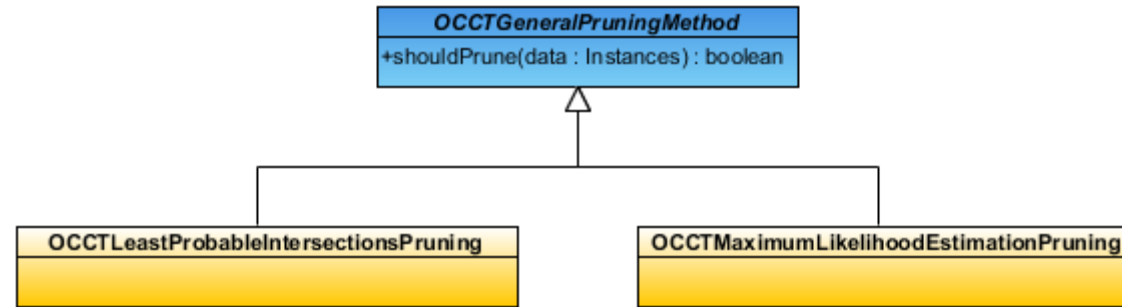 OCCTGeneralPruningMethod
+shouldPrune(data : Instances) : boolean
OCCTLeastProbableIntersectionsPruning
OCCTMaximumLikelihoodEstimationPruning